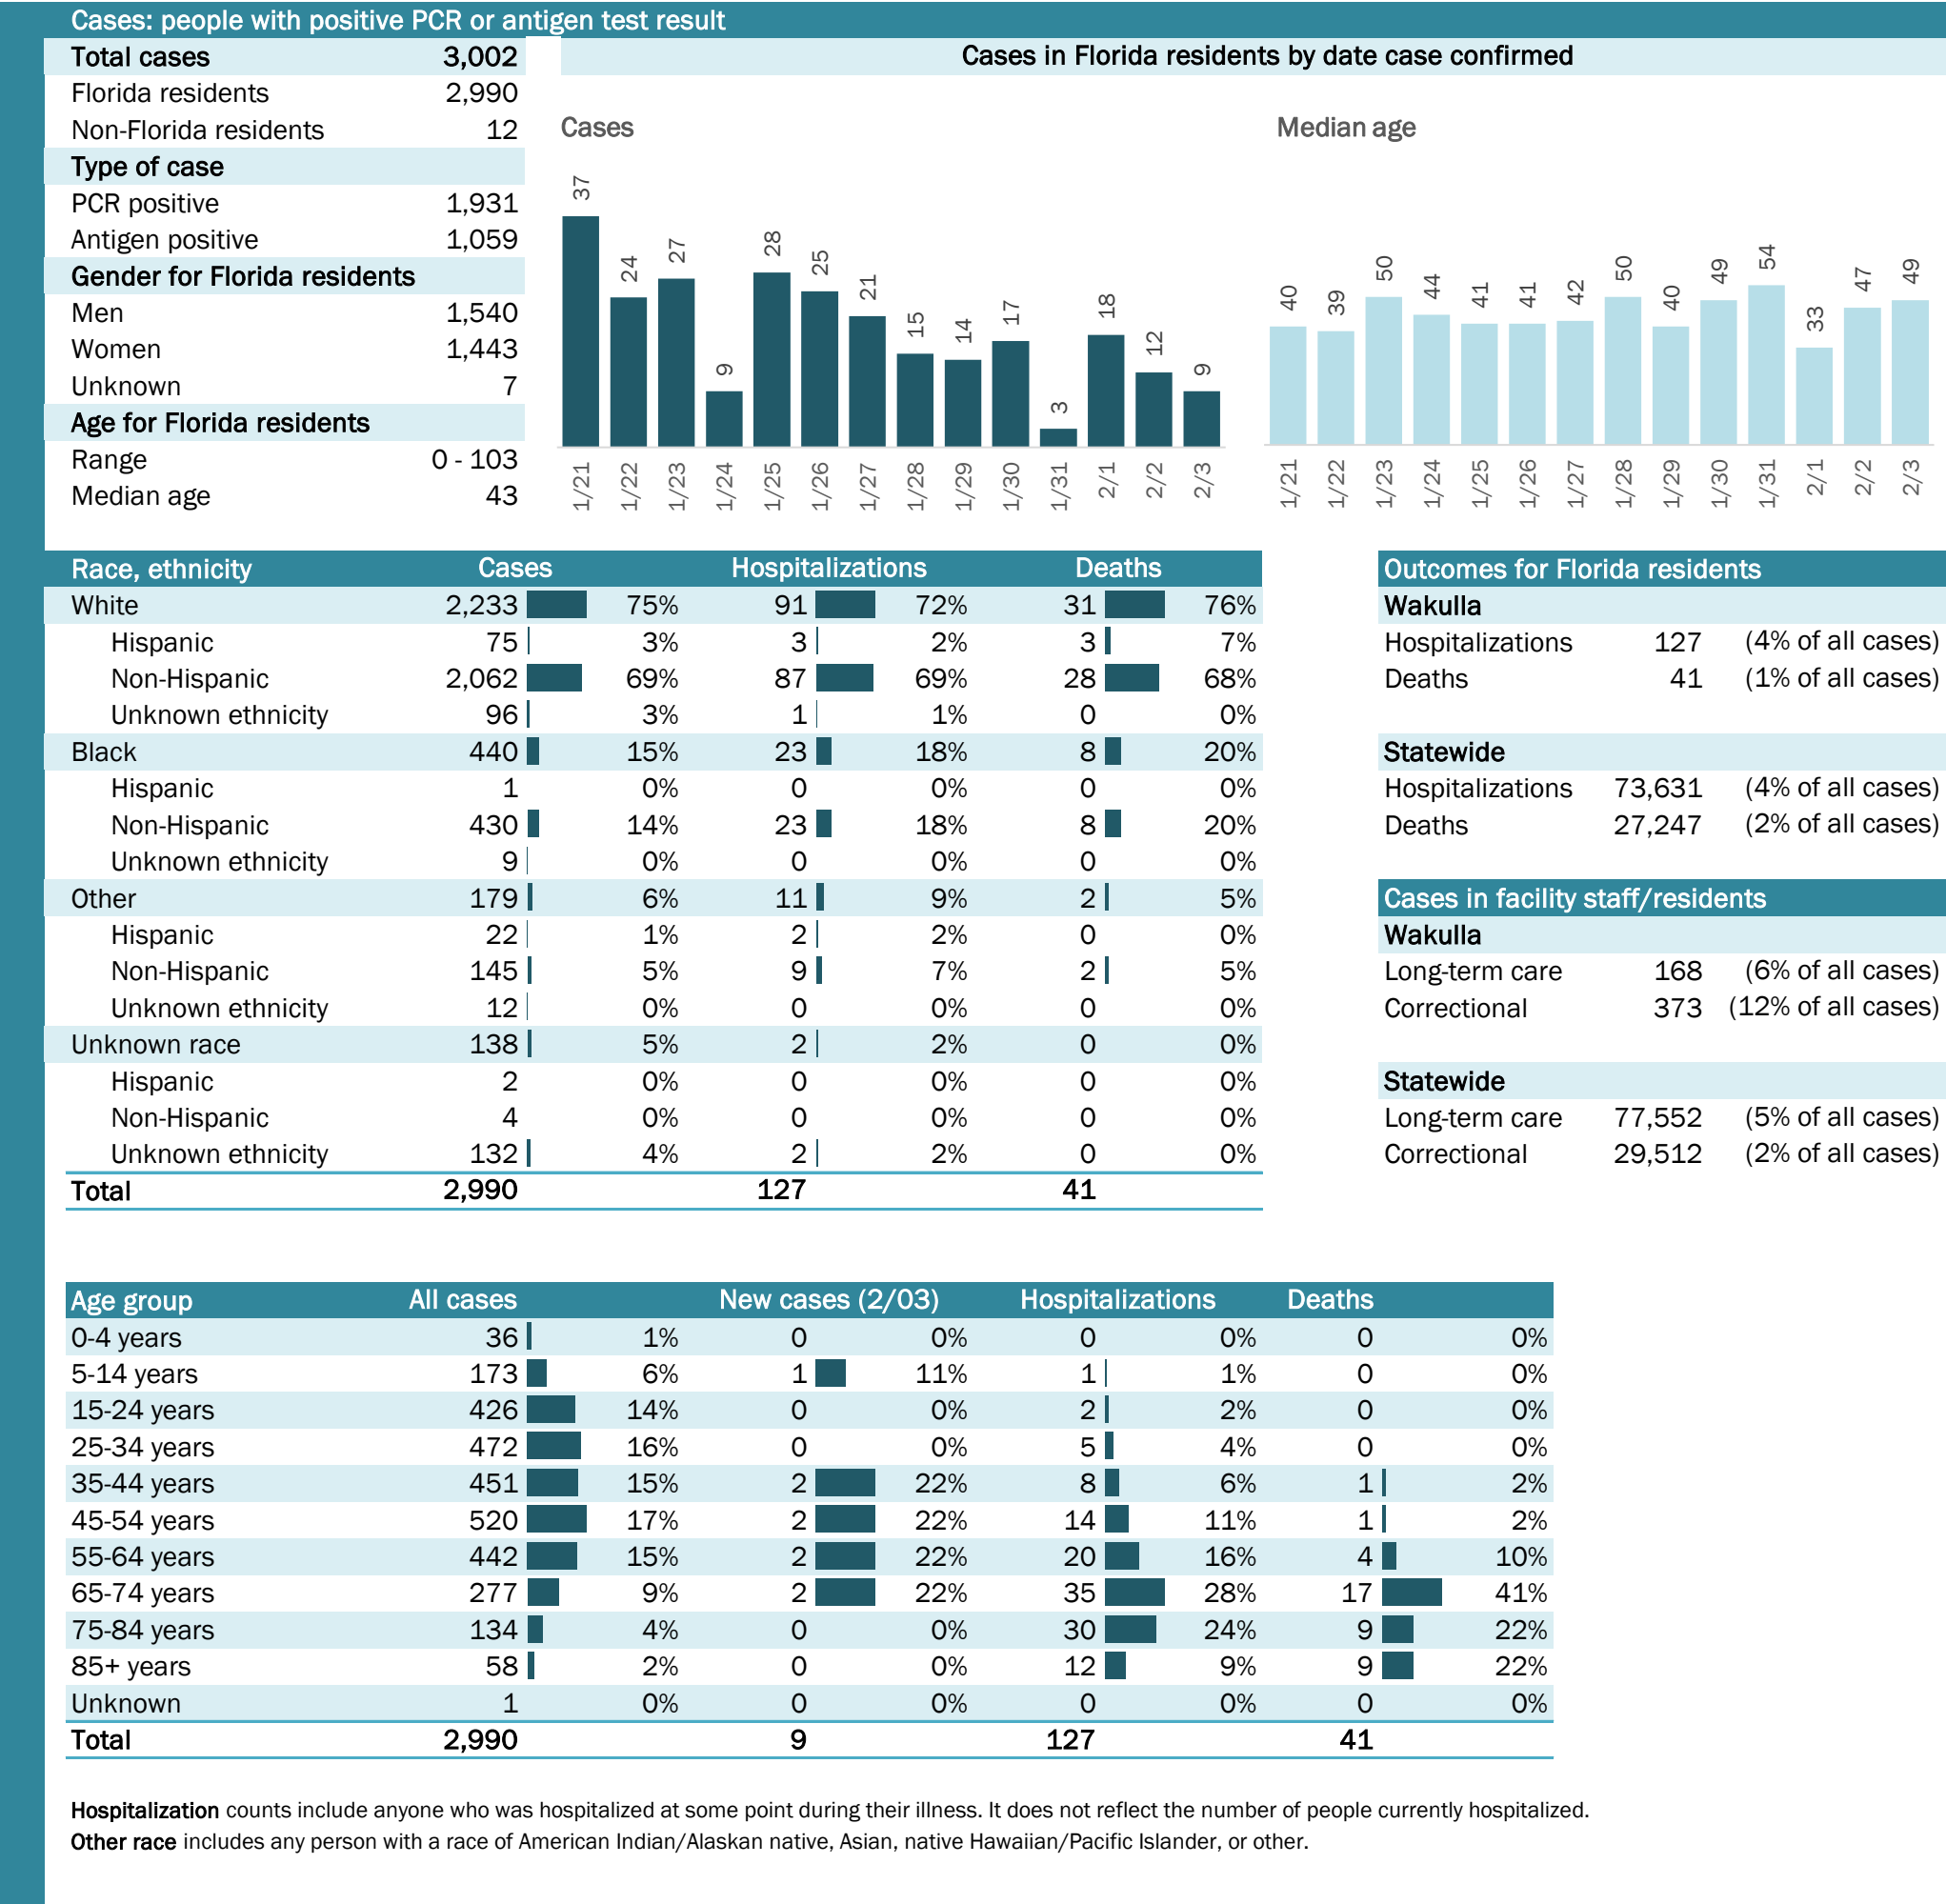 Cases: people with positive PCR or antigen test result
Total cases 3,002
Florida residents 2,990
Non-Florida residents 12
Type of case
PCR positive 1,931
Antigen positive 1,059
Gender for Florida residents
Men 1,540
Women 1,443
Unknown 7
Age for Florida residents
Range 0 - 103
Median age 43
Cases in Florida residents by date case confirmed
Cases
37 24 27 9 28 25 21 15 14 17 3 18 12 9
1/21 1/22 1/23 1/24 1/25 1/26 1/27 1/28 1/29 1/30 1/31 2/1 2/2 2/3
Median age
40 39 50 44 41 41 42 50 40 49 54 33 47 49
1/21 1/22 1/23 1/24 1/25 1/26 1/27 1/28 1/29 1/30 1/31 2/1 2/2 2/3
Race, ethnicity Cases Hospitalizations Deaths
White 2,233 75% 91 72% 31 76%
Hispanic 75 3% 3 2% 3 7%
Non-Hispanic 2,062 69% 87 69% 28 68%
Unknown ethnicity 96 3% 1 1% 0 0%
Black 440 15% 23 18% 8 20%
Hispanic 1 0% 0 0% 0 0%
Non-Hispanic 430 14% 23 18% 8 20%
Unknown ethnicity 9 0% 0 0% 0 0%
Other 179 6% 11 9% 2 5%
Hispanic 22 1% 2 2% 0 0%
Non-Hispanic 145 5% 9 7% 2 5%
Unknown ethnicity 12 0% 0 0% 0 0%
Unknown race 138 5% 2 2% 0 0%
Hispanic 2 0% 0 0% 0 0%
Non-Hispanic 4 0% 0 0% 0 0%
Unknown ethnicity 132 4% 2 2% 0 0%
Total 2,990 127 41
Outcomes for Florida residents
Wakulla
Hospitalizations 127 (4% of all cases)
Deaths 41 (1% of all cases)
Statewide
Hospitalizations 73,631 (4% of all cases)
Deaths 27,247 (2% of all cases)
Cases in facility staff/residents
Wakulla
Long-term care 168 (6% of all cases)
Correctional 373 (12% of all cases)
Statewide
Long-term care 77,552 (5% of all cases)
Correctional 29,512 (2% of all cases)
Age group All cases New cases (2/03) Hospitalizations Deaths
0-4 years 36 1% 0 0% 0 0% 0 0%
5-14 years 173 6% 1 11% 1 1% 0 0%
15-24 years 426 14% 0 0% 2 2% 0 0%
25-34 years 472 16% 0 0% 5 4% 0 0%
35-44 years 451 15% 2 22% 8 6% 1 2%
45-54 years 520 17% 2 22% 14 11% 1 2%
55-64 years 442 15% 2 22% 20 16% 4 10%
65-74 years 277 9% 2 22% 35 28% 17 41%
75-84 years 134 4% 0 0% 30 24% 9 22%
85+ years 58 2% 0 0% 12 9% 9 22%
Unknown 1 0% 0 0% 0 0% 0 0%
Total 2,990 9 127 41
Hospitalization counts include anyone who was hospitalized at some point during their illness. It does not reflect the number of people currently hospitalized.
Other race includes any person with a race of American Indian/Alaskan native, Asian, native Hawaiian/Pacific Islander, or other.